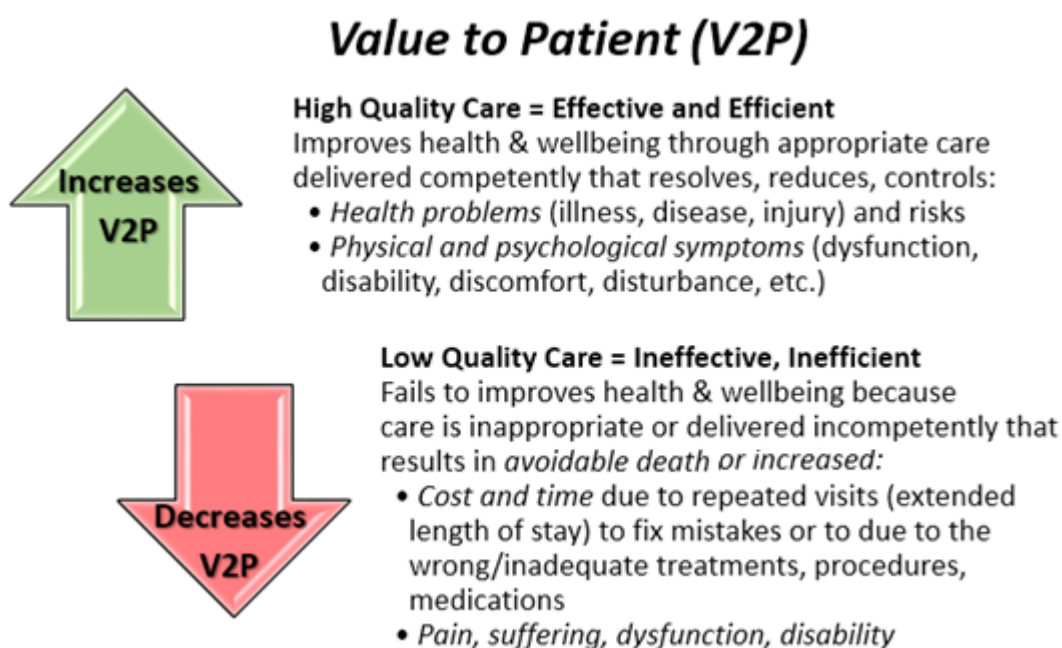 Value to Patient (V2P)
Increases
V2P
High Quality Care = Effective and Efficient
Improves health & wellbeing through appropriate care
delivered competently that resolves, reduces, controls:
• Health problems (illness, disease, injury) and risks
• Physical and psychological symptoms (dysfunction,
disability, discomfort, disturbance, etc.)
Decreases
V2P
Low Quality Care = Ineffective, Inefficient
Fails to improves health & wellbeing because
care is inappropriate or delivered incompetently that
results in avoidable death or increased:
• Cost and time due to repeated visits (extended
length of stay) to fix mistakes or to due to the
wrong/inadequate treatments, procedures,
medications
• Pain, suffering, dysfunction, disability